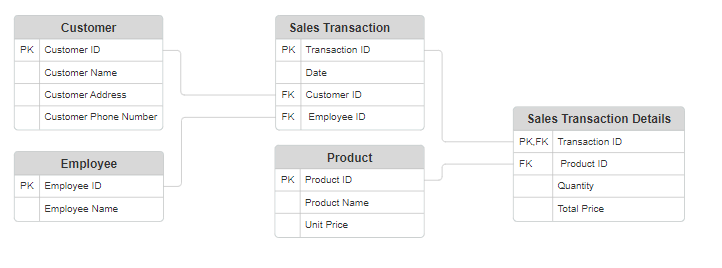 Customer
PK Customer ID
Customer Name
Customer Address
Customer Phone Number
Employee
PK Employee ID
Employee Name
Sales Transaction
PK Transaction ID
Date
FK Customer ID
FK Employee ID
Product
PK Product ID
Product Name
Unit Price
Sales Transaction Details
PK,FK Transaction ID
FK Product ID
Quantity
Total Price